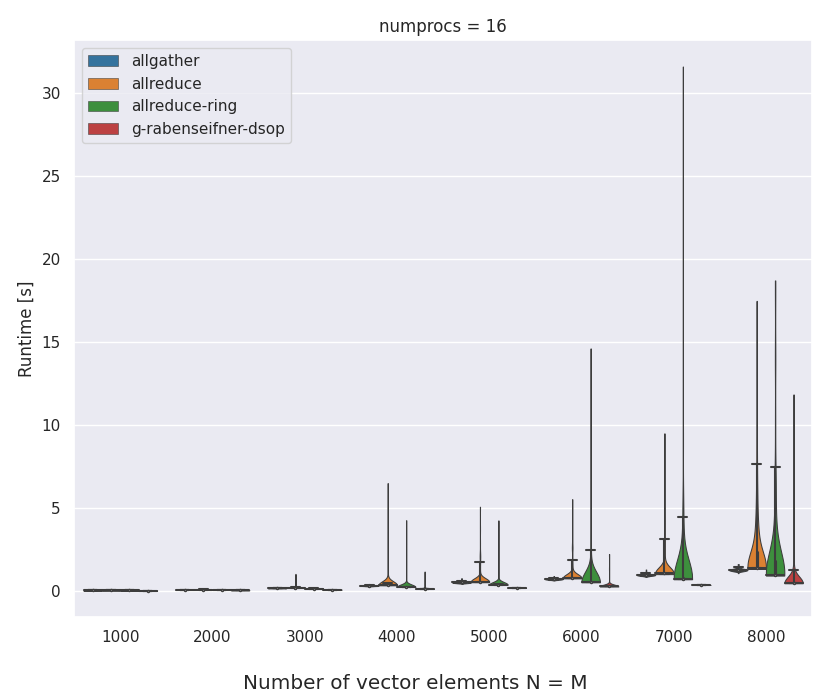 numprocs = 16
allgather
allreduce
allreduce-ring
g-rabenseifner-dsop
Runtime [s]
30
25
20
15
10
5
0
1000 2000 3000 4000 5000 6000 7000 8000
Number of vector elements N = M